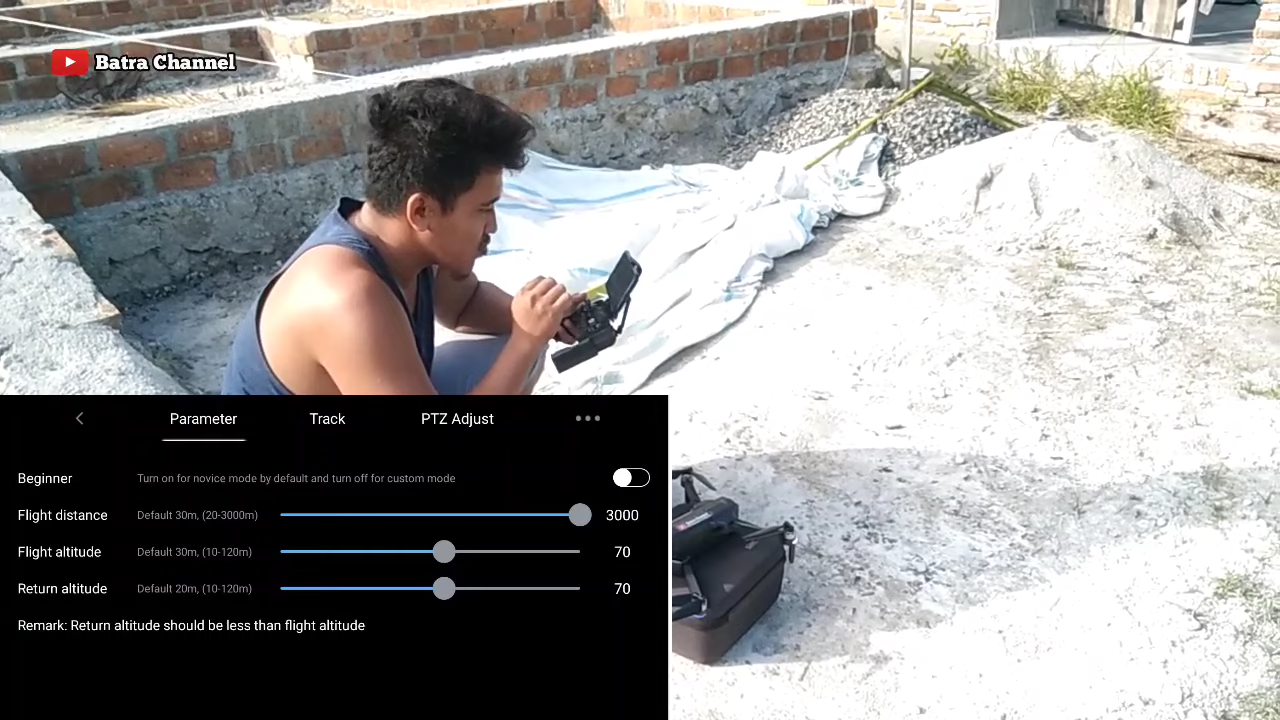 Batra Channel
Parameter Track PTZ Adjust
Beginner Turn on for novice mode by default and turn off for custom mode
Flight distance Default 30m, (20-3000m) 3000
Flight altitude Default 30m, (10-120m) 70
Return altitude Default 20m, (10-120m) 70
Remark: Return altitude should be less than flight altitude